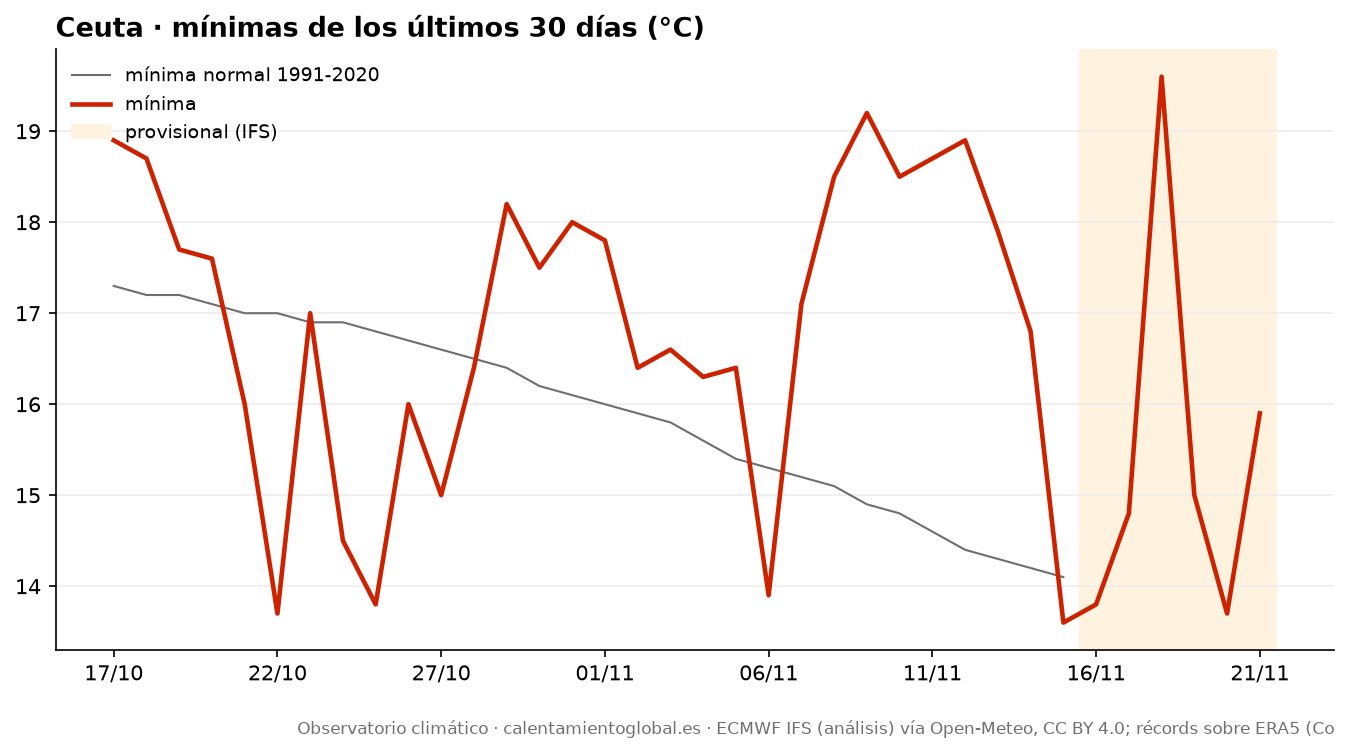 Ceuta · mínimas de los últimos 30 días (°C)
mínima normal 1991-2020
mínima
provisional (IFS)
19
18
17
16
15
14
17/10 22/10 27/10 01/11 06/11 11/11 16/11 21/11
Observatorio climático · calentamientoglobal.es · ECMWF IFS (análisis) vía Open-Meteo, CC BY 4.0; récords sobre ERA5 (Co